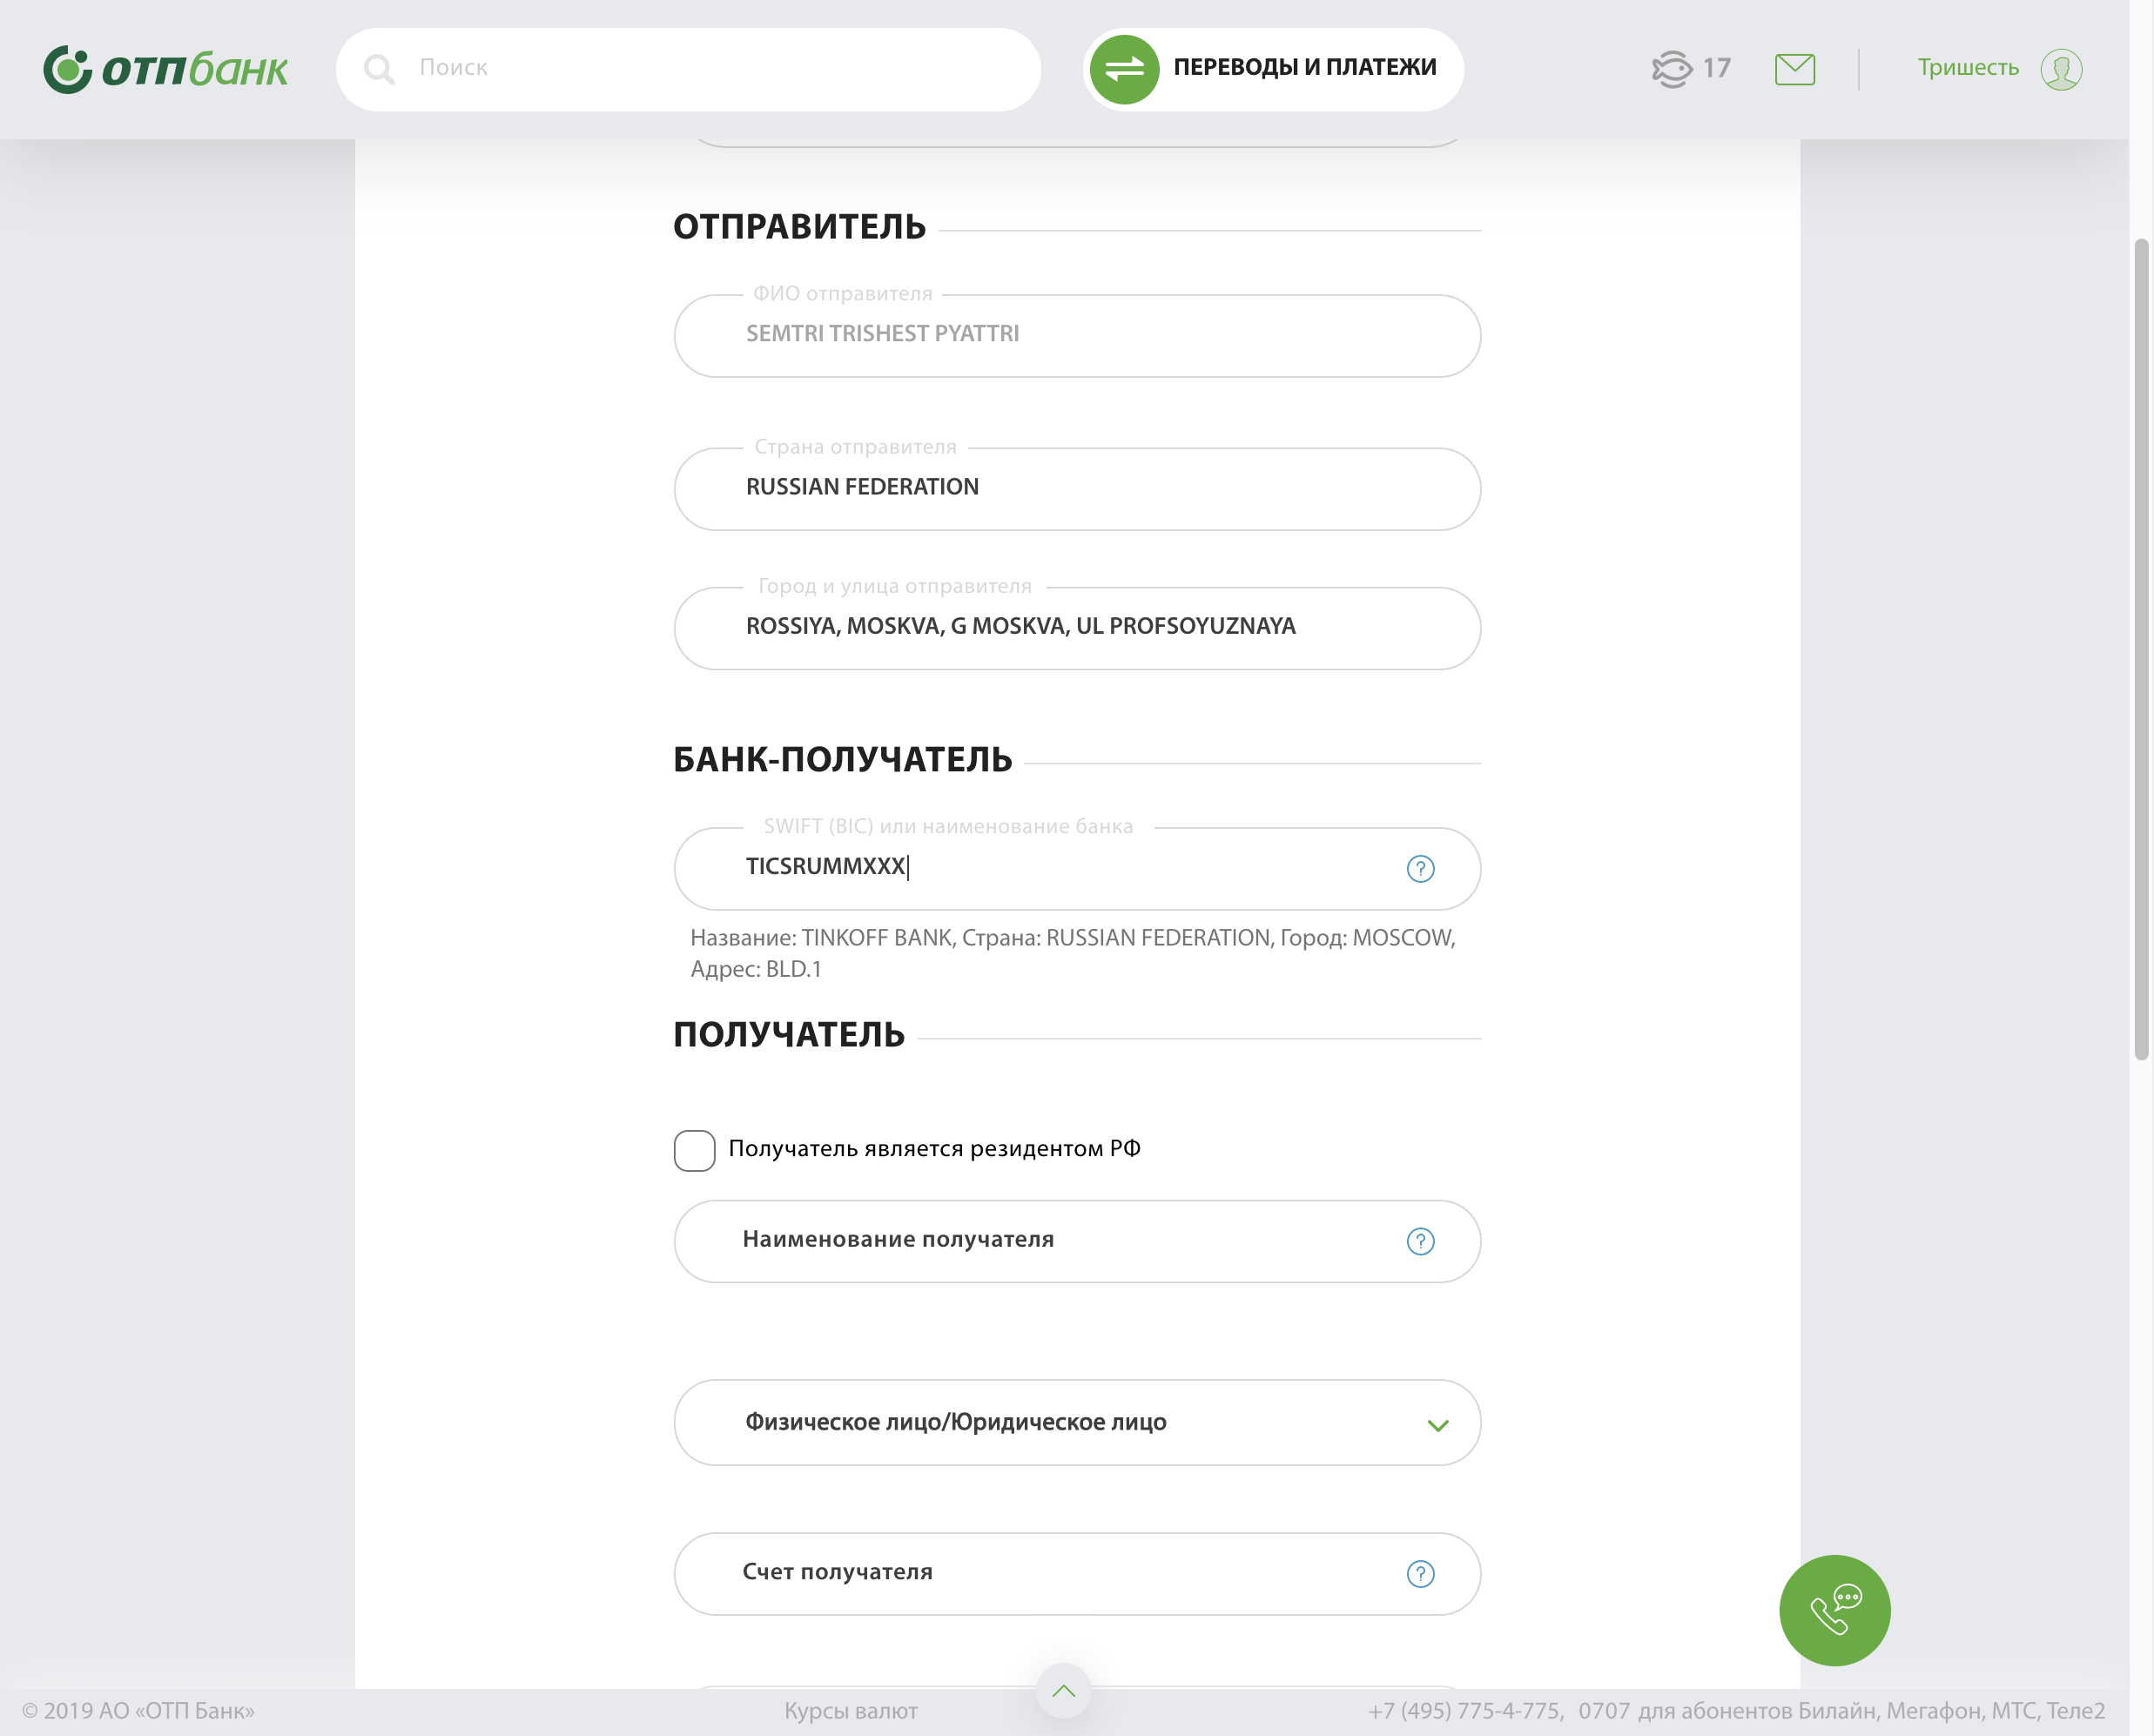 отпбанк
Поиск
ПЕРЕВОДЫ И ПЛАТЕЖИ
17
Тришесть
ОТПРАВИТЕЛЬ
ФИО отправителя
SEMTRI TRISHEST PYATTRI
Страна отправителя
RUSSIAN FEDERATION
Город и улица отправителя
ROSSIYA, MOSKVA, G MOSKVA, UL PROFSOYUZNAYA
БАНК-ПОЛУЧАТЕЛЬ
SWIFT (BIC) или наименование банка
TICSRUMMXXX
?
Название: TINKOFF BANK, Страна: RUSSIAN FEDERATION, Город: MOSCOW,
Адрес: BLD.1
ПОЛУЧАТЕЛЬ
Получатель является резидентом РФ
Наименование получателя
?
Физическое лицо/Юридическое лицо
Счет получателя
?
© 2019 АО «ОТП Банк»
Курсы валют
+7 (495) 775-4-775, 0707 для абонентов Билайн, Мегафон, МТС, Теле2